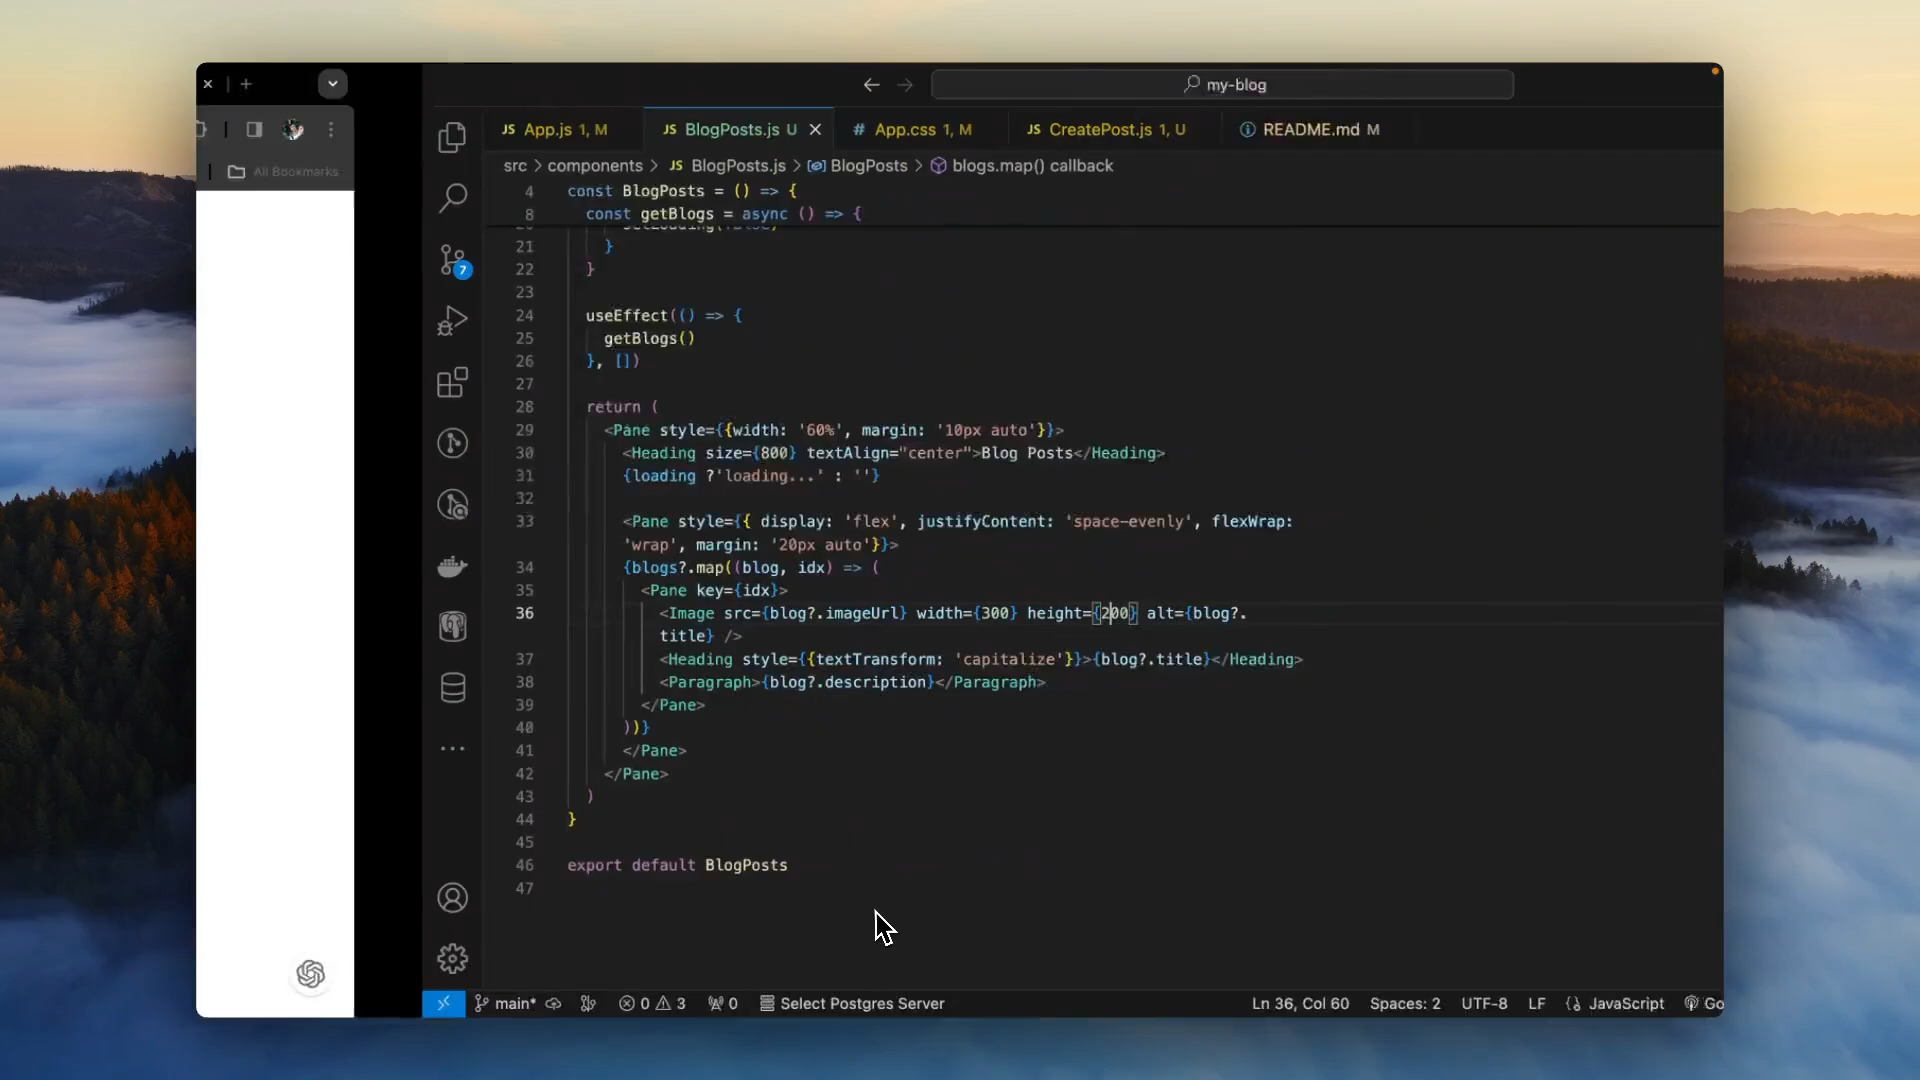 my-blog
JS App.js 1, M
JS BlogPosts.js U
# App.css 1, M
JS CreatePost.js 1, U
README.md M
All Bookmarks
src > components > JS BlogPosts.js > BlogPosts > blogs.map() callback
4 const BlogPosts = () => {
8 const getBlogs = async () => {
21 }
22 }
23
24 useEffect(() => {
25 getBlogs()
26 }, [])
27
28 return (
29 <Pane style={{width: '60%', margin: '10px auto'}}>
30 <Heading size={800} textAlign="center">Blog Posts</Heading>
31 {loading ?'loading...' : ''}
32
33 <Pane style={{ display: 'flex', justifyContent: 'space-evenly', flexWrap:
'wrap', margin: '20px auto'}}>
34 {blogs?.map((blog, idx) => (
35 <Pane key={idx}>
36 <Image src={blog?.imageUrl} width={300} height={200} alt={blog?.
title} />
37 <Heading style={{textTransform: 'capitalize'}}>{blog?.title}</Heading>
38 <Paragraph>{blog?.description}</Paragraph>
39 </Pane>
40 ))}
41 </Pane>
42 </Pane>
43 )
44 }
45
46 export default BlogPosts
47
7
main* 0 3 0 Select Postgres Server Ln 36, Col 60 Spaces: 2 UTF-8 LF JavaScript Go